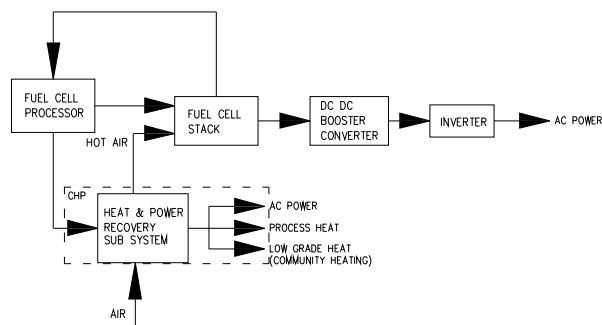 FUEL CELL
PROCESSOR
FUEL CELL
STACK
DC DC
BOOSTER
CONVERTER
INVERTER
AC POWER
HOT AIR
CHP
HEAT & POWER
RECOVERY
SUB SYSTEM
AC POWER
PROCESS HEAT
LOW GRADE HEAT
(COMMUNITY HEATING)
AIR